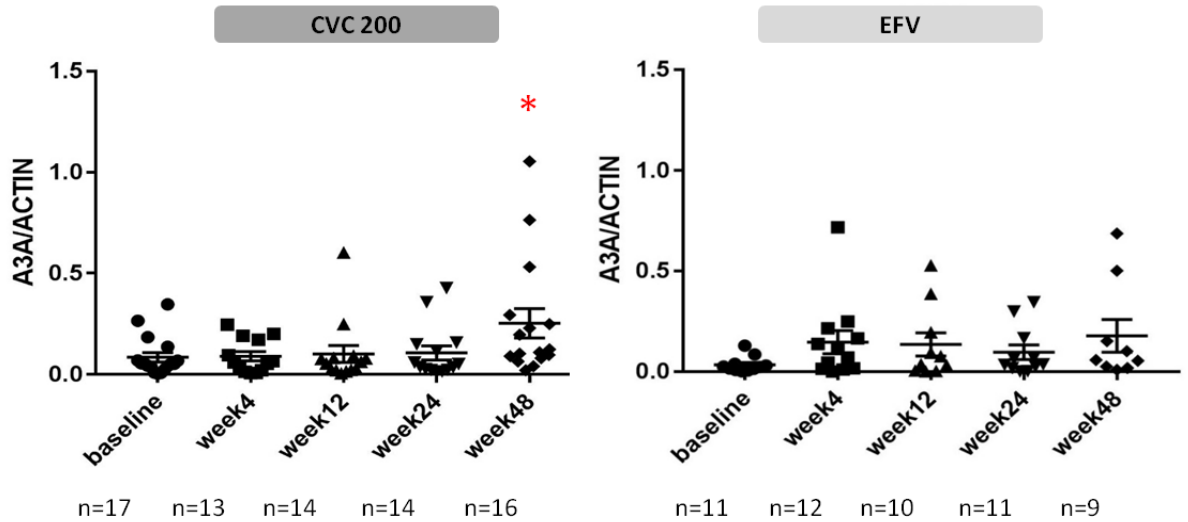 CVC 200
EFV
A3A/ACTIN
1.5
1.0
0.5
0.0
*
baseline
week4
week12
week24
week48
n=17 n=13 n=14 n=14 n=16
A3A/ACTIN
1.5
1.0
0.5
0.0
baseline
week4
week12
week24
week48
n=11 n=12 n=10 n=11 n=9